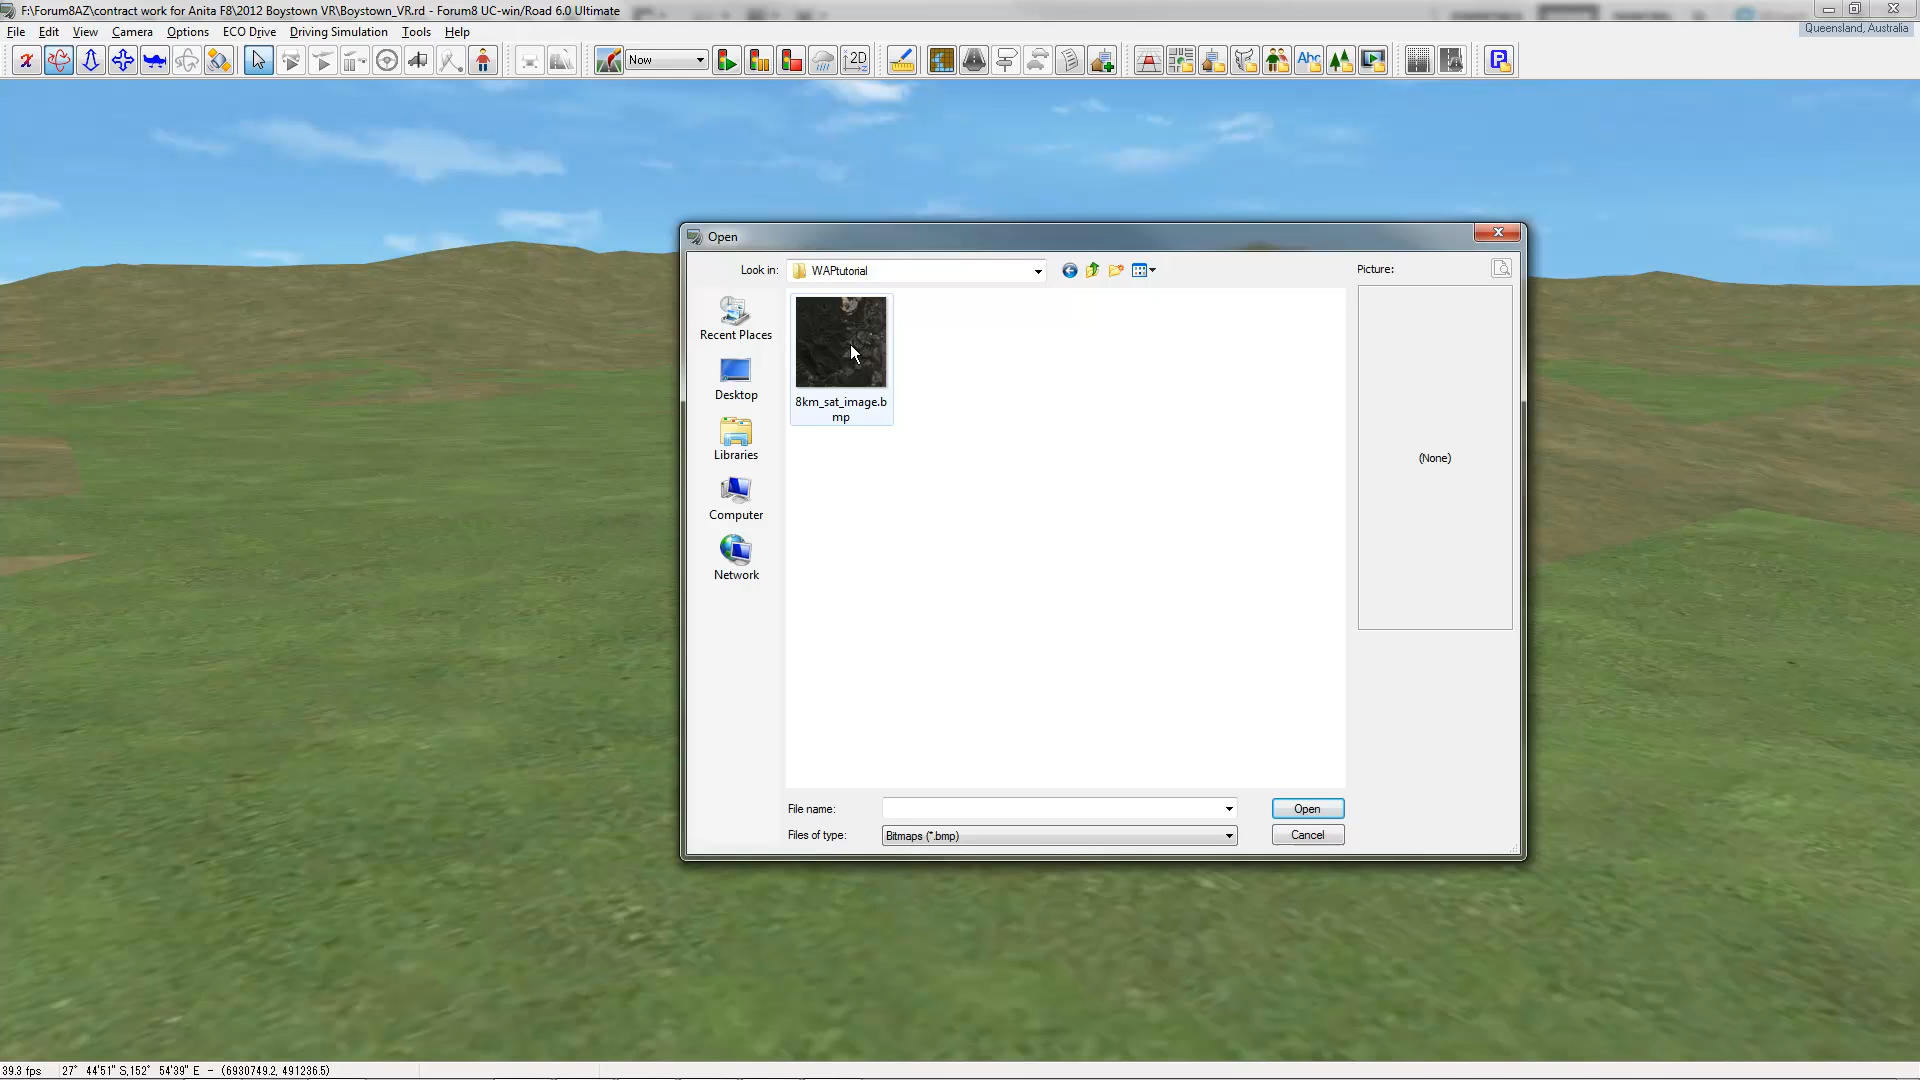 F:\Forum8AZ\contract work for Anita F8\2012 Boystown VR\Boystown_VR.rd - Forum8 UC-win/Road 6.0 Ultimate
File Edit View Camera Options ECO Drive Driving Simulation Tools Help
Queensland, Australia
Now
2D
Abc
Open
Look in:
WAPtutorial
Picture:
Recent Places
Desktop
Libraries
Computer
Network
8km_sat_image.b
mp
(None)
File name:
Open
Files of type:
Bitmaps (*.bmp)
Cancel
39.3 fps
27° 44'51" S,152° 54'39" E - (6930749.2, 491236.5)